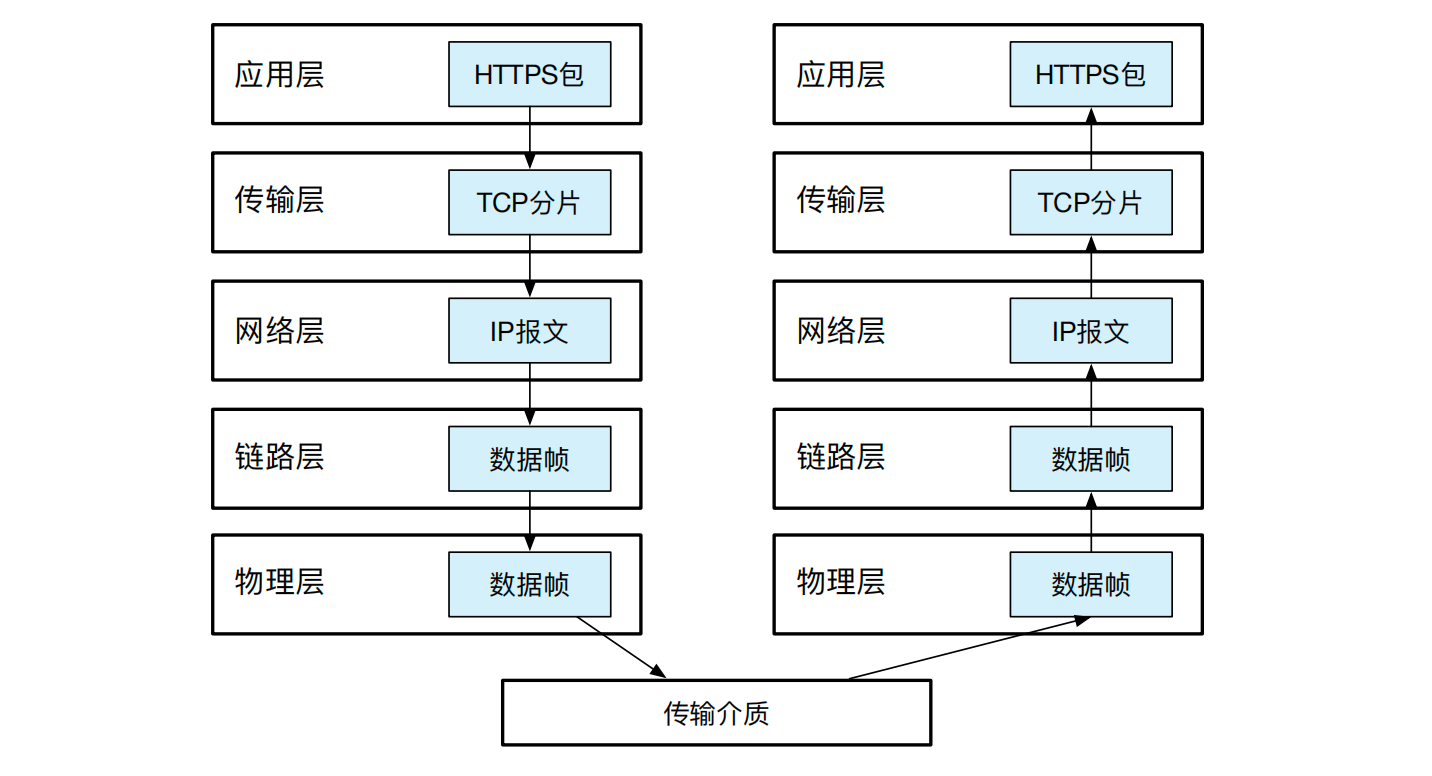 应用层
HTTPS包
传输层
TCP分片
网络层
IP报文
链路层
数据帧
物理层
数据帧
应用层
HTTPS包
传输层
TCP分片
网络层
IP报文
链路层
数据帧
物理层
数据帧
传输介质